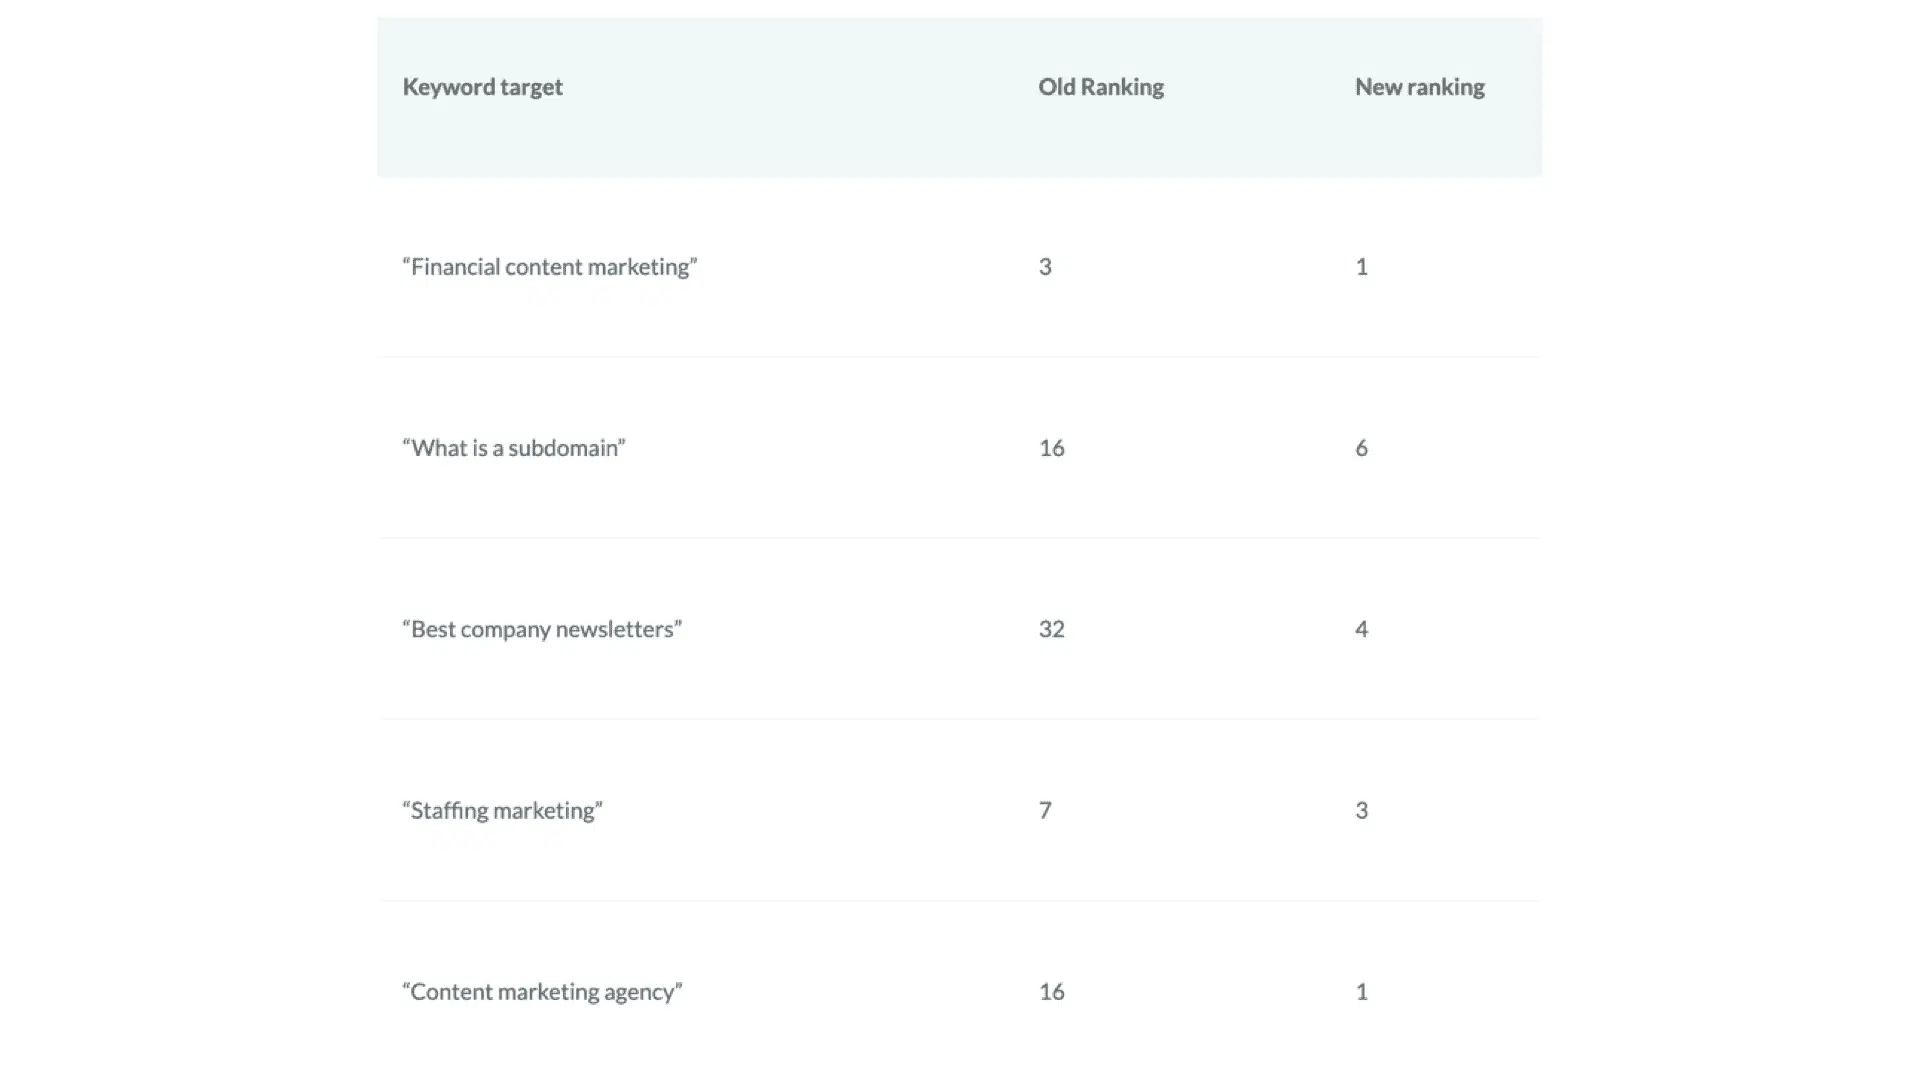 Keyword target Old Ranking New ranking
“Financial content marketing” 3 1
“What is a subdomain” 16 6
“Best company newsletters” 32 4
“Staffing marketing” 7 3
“Content marketing agency” 16 1